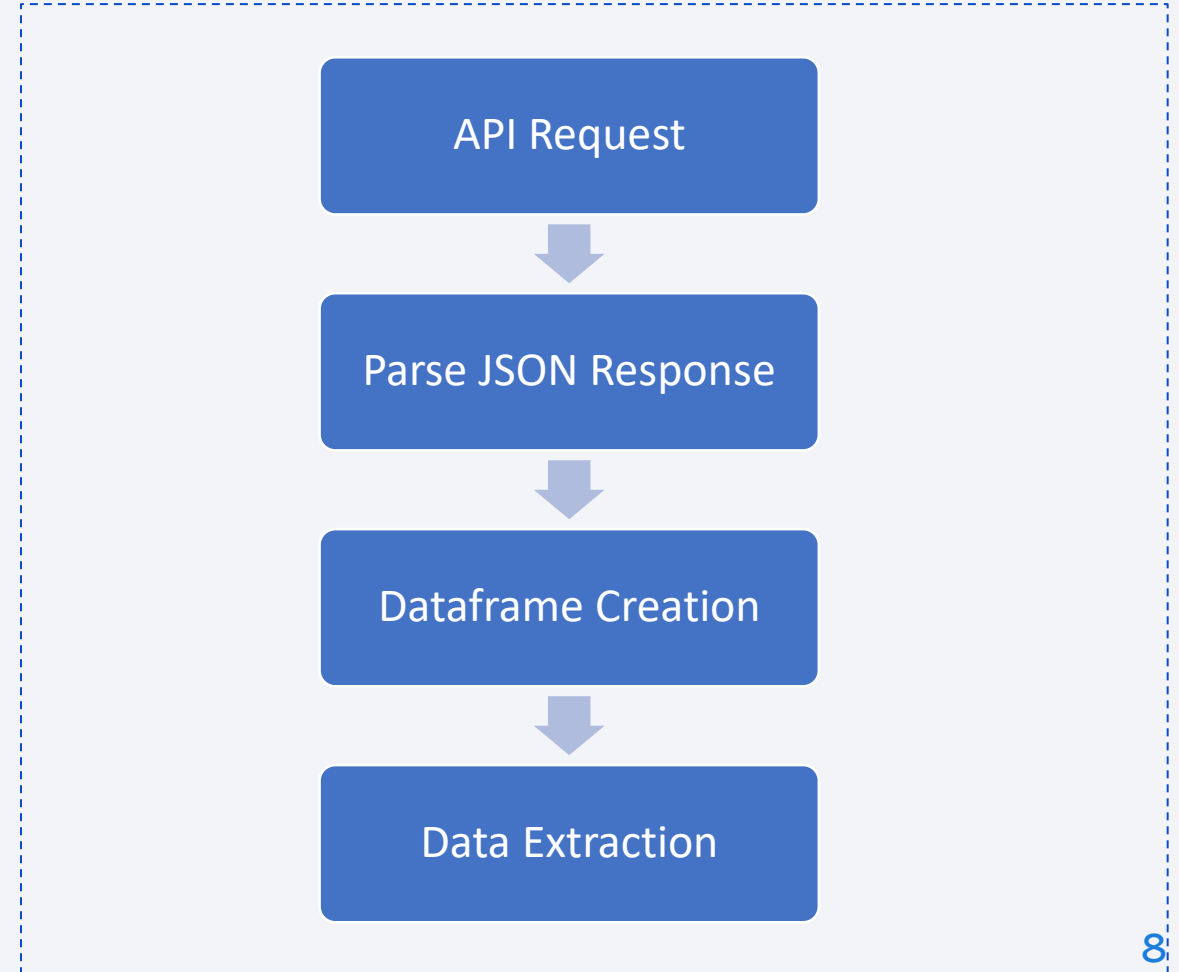 API Request
Parse JSON Response
Dataframe Creation
Data Extraction
8